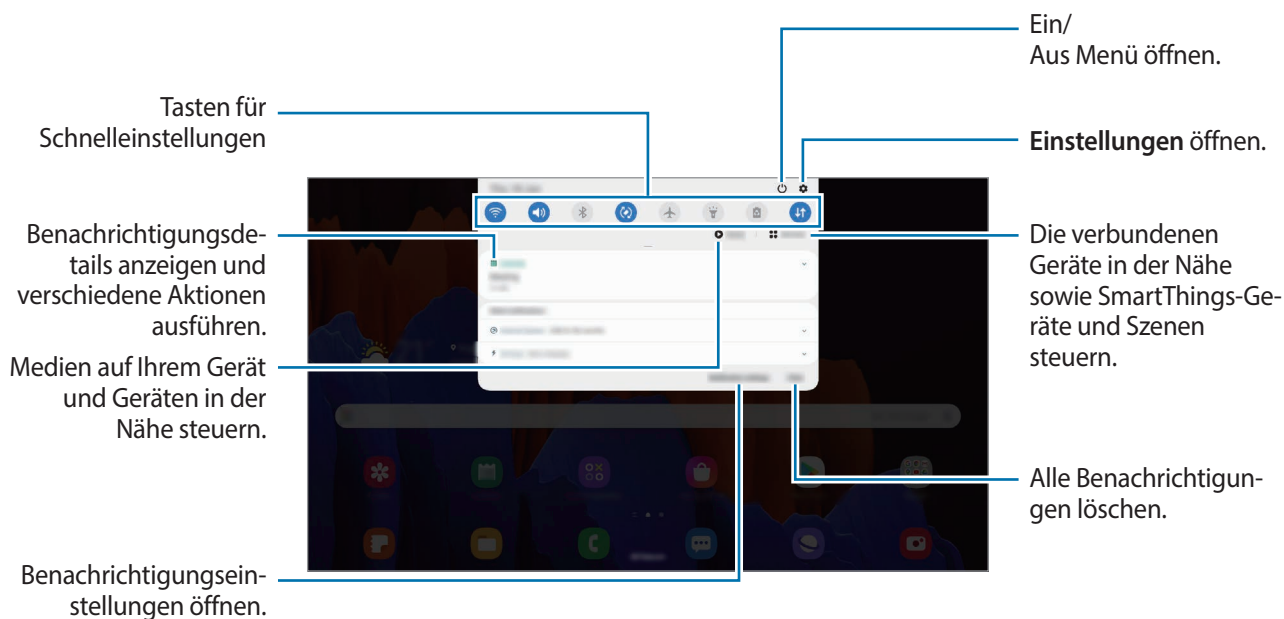 Ein/
Aus Menü öffnen.
Tasten für
Schnelleinstellungen
Einstellungen öffnen.
Benachrichtigungsde-
tails anzeigen und
verschiedene Aktionen
ausführen.
Die verbundenen
Geräte in der Nähe
sowie SmartThings-Ge-
räte und Szenen
steuern.
Medien auf Ihrem Gerät
und Geräten in der
Nähe steuern.
Alle Benachrichtigun-
gen löschen.
Benachrichtigungsein-
stellungen öffnen.